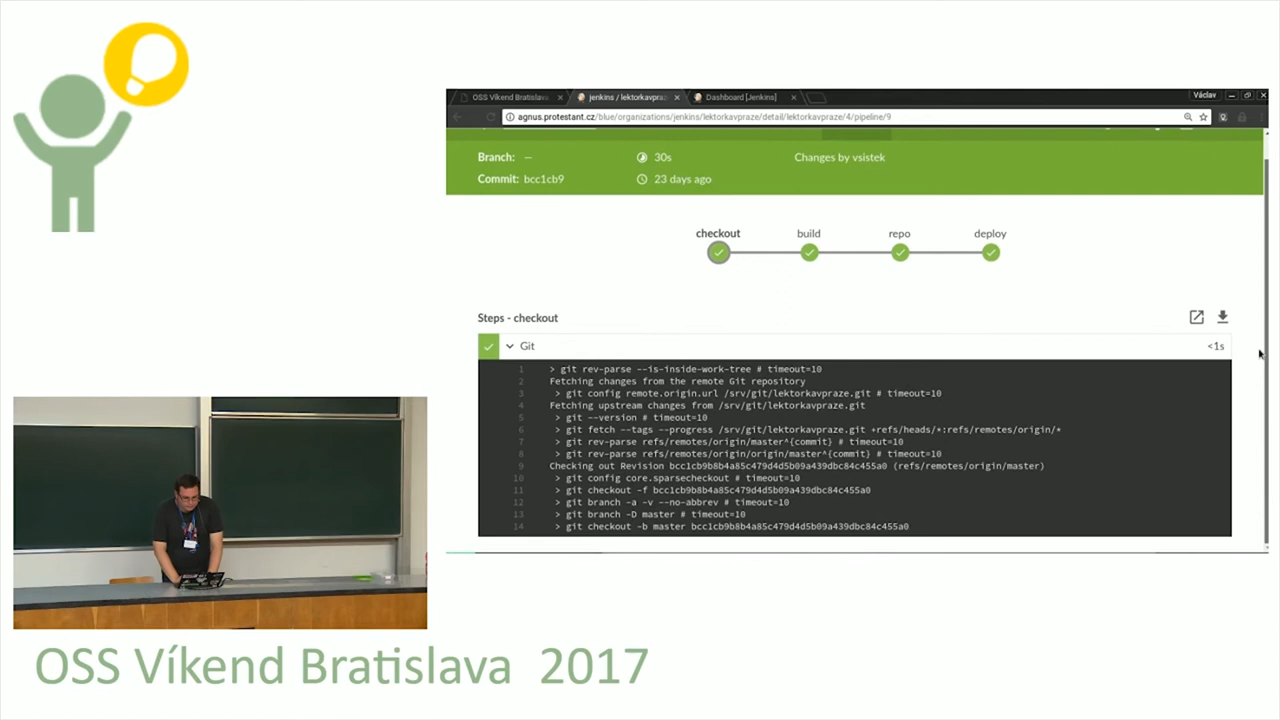 OSS Víkend Bratislava
jenkins / lektorkavpraz
Dashboard [Jenkins]
Václav
agnus.protestant.cz/blue/organizations/jenkins/lektorkavpraze/detail/lektorkavpraze/4/pipeline/9
Branch: —
30s
Changes by vsistek
Commit: bcc1cb9
23 days ago
checkout
build
repo
deploy
Steps - checkout
Git
<1s
1 > git rev-parse --is-inside-work-tree # timeout=10
2 Fetching changes from the remote Git repository
3 > git config remote.origin.url /srv/git/lektorkavpraze.git # timeout=10
4 Fetching upstream changes from /srv/git/lektorkavpraze.git
5 > git --version # timeout=10
6 > git fetch --tags --progress /srv/git/lektorkavpraze.git +refs/heads/*:refs/remotes/origin/*
7 > git rev-parse refs/remotes/origin/master^{commit} # timeout=10
8 > git rev-parse refs/remotes/origin/origin/master^{commit} # timeout=10
9 Checking out Revision bcc1cb9b8b4a85c479d4d5b09a439dbc84c455a0 (refs/remotes/origin/master)
10 > git config core.sparsecheckout # timeout=10
11 > git checkout -f bcc1cb9b8b4a85c479d4d5b09a439dbc84c455a0
12 > git branch -a -v --no-abbrev # timeout=10
13 > git branch -D master # timeout=10
14 > git checkout -b master bcc1cb9b8b4a85c479d4d5b09a439dbc84c455a0
OSS Víkend Bratislava 2017